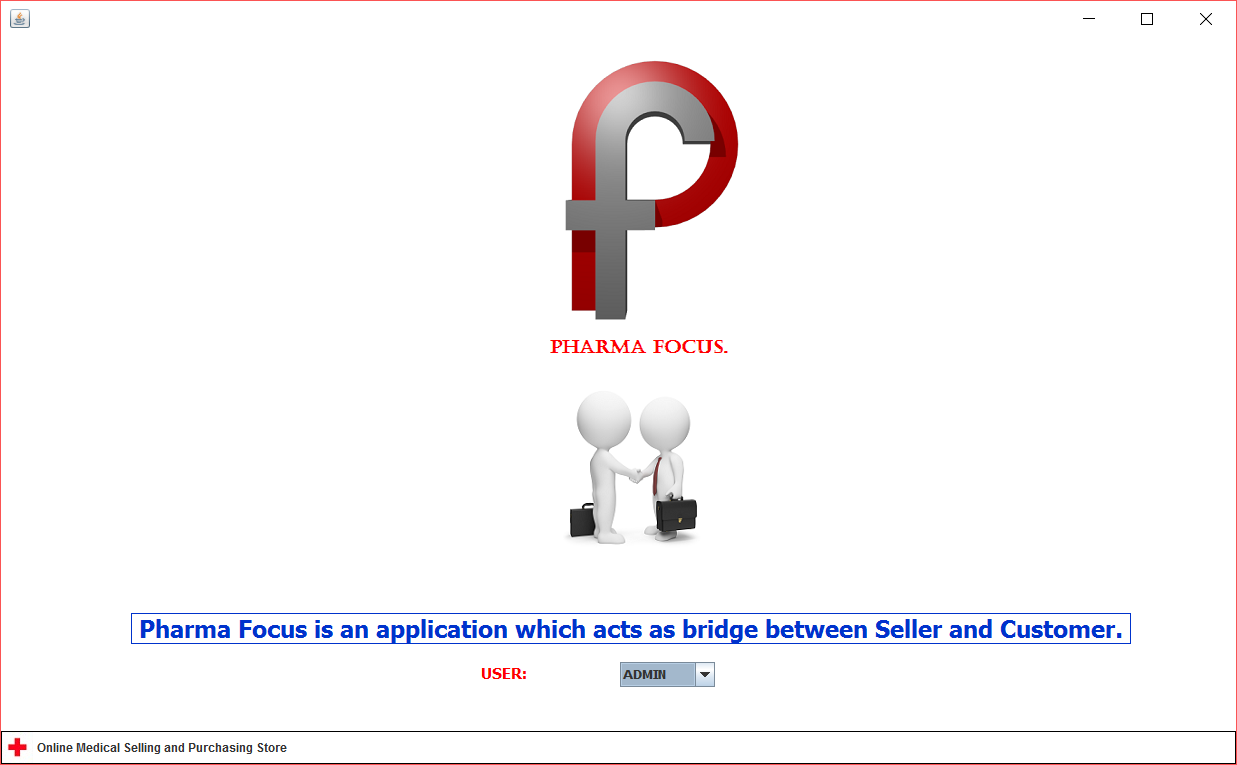 PHARMA FOCUS.
Pharma Focus is an application which acts as bridge between Seller and Customer.
USER: ADMIN
Online Medical Selling and Purchasing Store